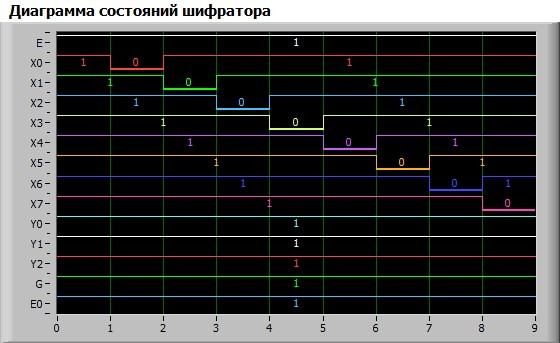 Диаграмма состояний шифратора
E 1
X0 1 0 1
X1 1 0 1
X2 1 0 1
X3 1 0 1
X4 1 0 1
X5 1 0 1
X6 1 0 1
X7 1 0
Y0 1
Y1 1
Y2 1
G 1
E0 1
0 1 2 3 4 5 6 7 8 9